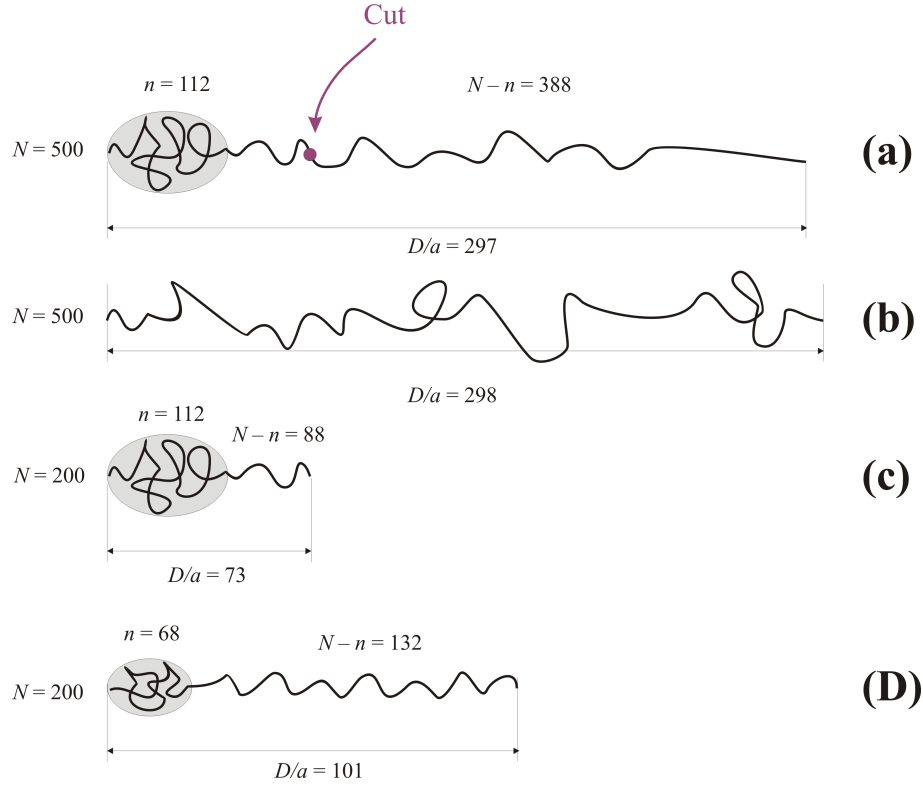 Cut
n = 112
N – n = 388
N = 500
(a)
D/a = 297
N = 500
(b)
D/a = 298
n = 112
N – n = 88
N = 200
(c)
D/a = 73
n = 68
N – n = 132
N = 200
(D)
D/a = 101